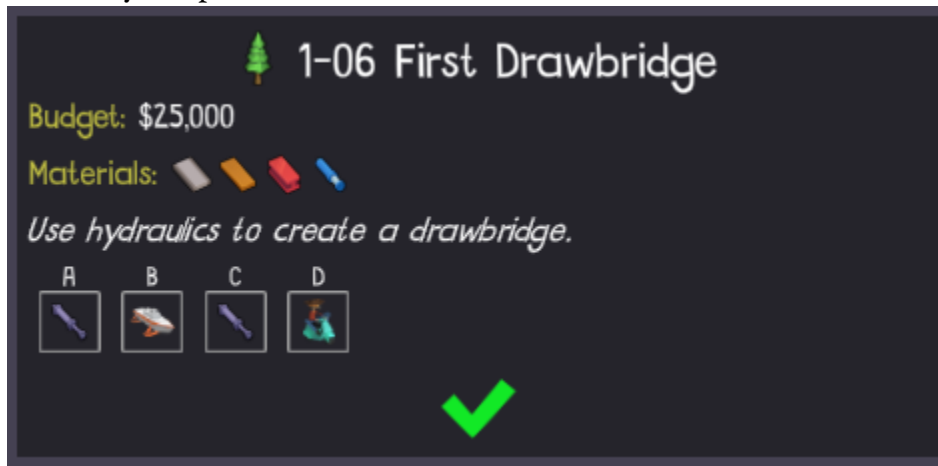 1-06 First Drawbridge
Budget: $25,000
Materials:
Use hydraulics to create a drawbridge.
A B C D